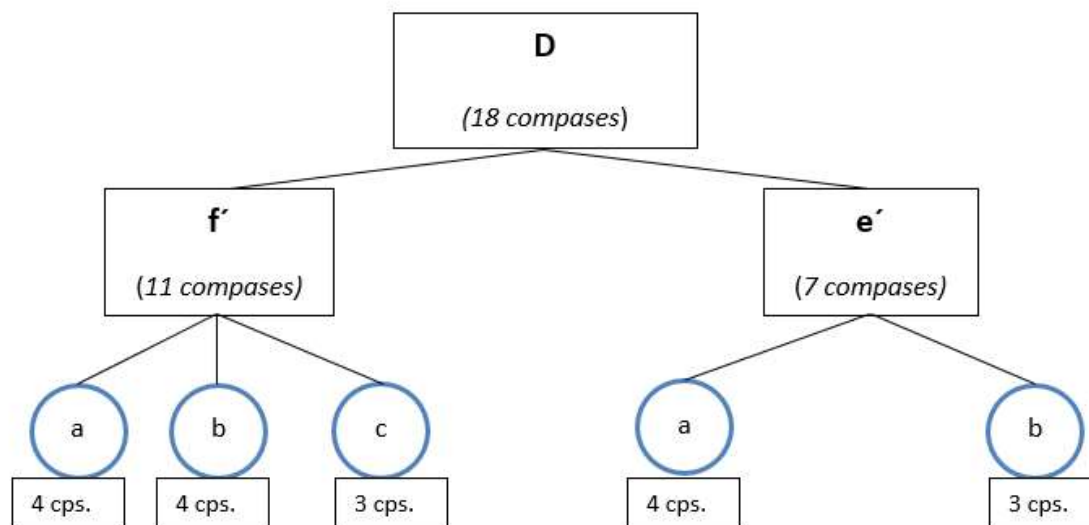 D
(18 compases)
f´
(11 compases)
e´
(7 compases)
a
b
c
a
b
4 cps.
4 cps.
3 cps.
4 cps.
3 cps.